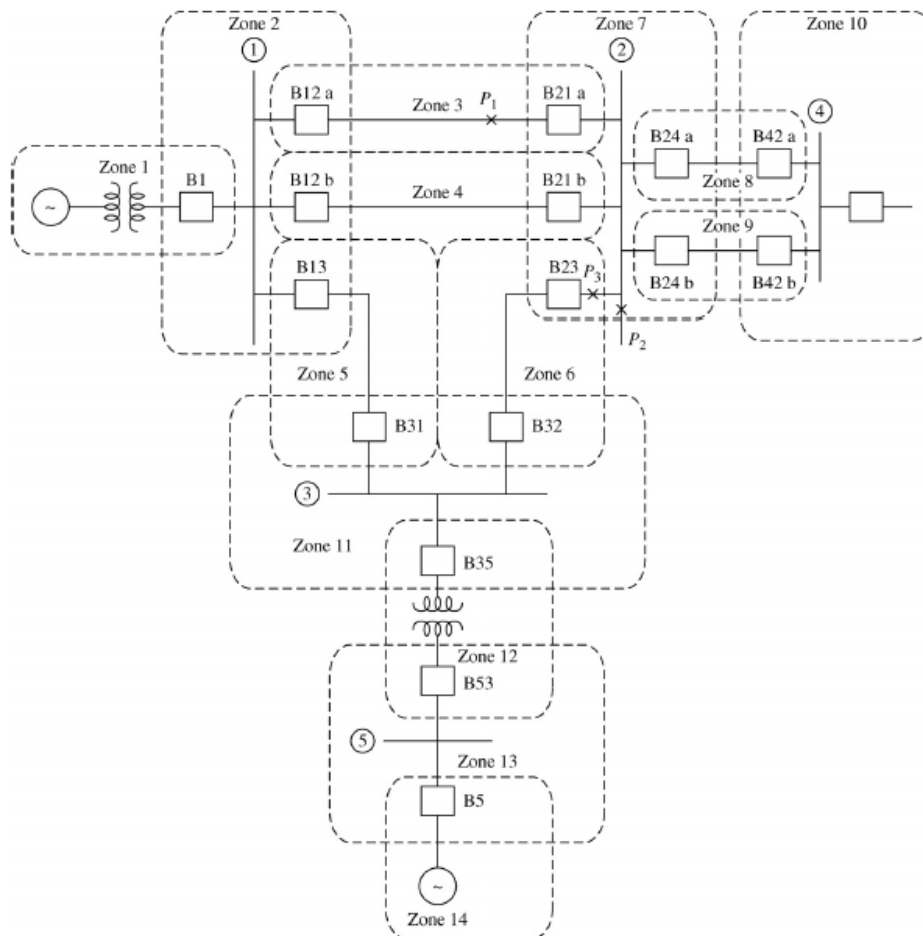 Zone 2
Zone 7
Zone 10
1
2
B12 a
Zone 3
P1
B21 a
4
B24 a
B42 a
Zone 1
B1
B12 b
Zone 4
B21 b
Zone 8
~
Zone 9
B13
B23
P3
B24 b
B42 b
P2
Zone 5
Zone 6
B31
B32
3
Zone 11
B35
Zone 12
B53
5
Zone 13
B5
~
Zone 14